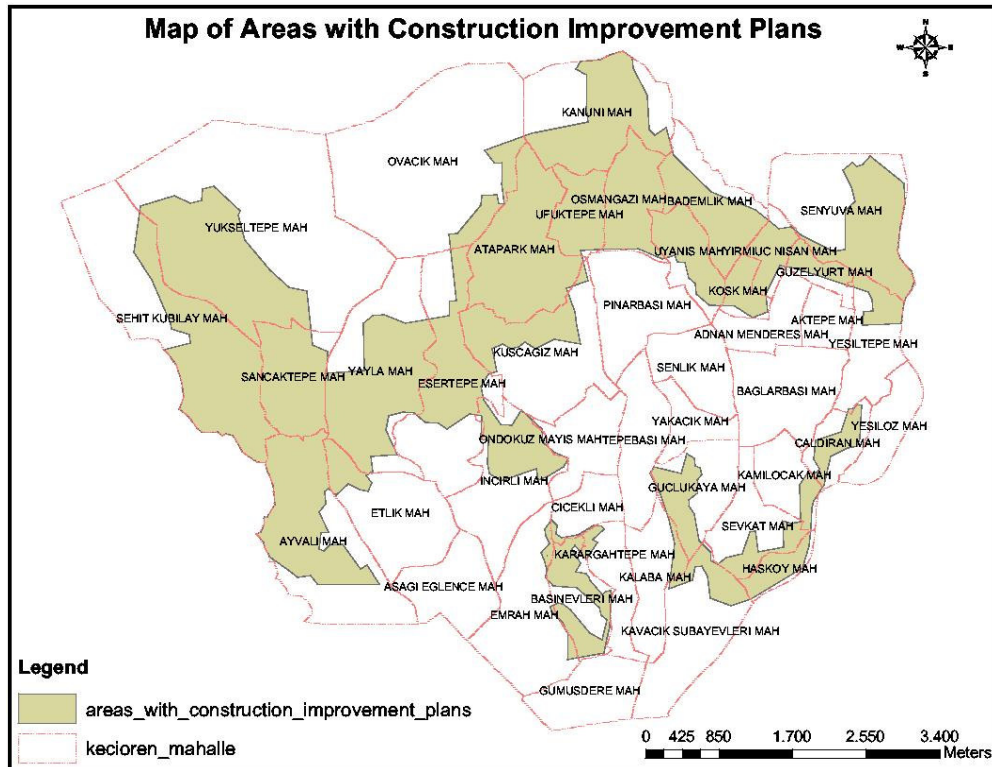 Map of Areas with Construction Improvement Plans
N
W E
S
KANUNI MAH
OVACIK MAH
OSMANGAZI MAH
BADEMLIK MAH
SENYUVA MAH
UFUKTEPE MAH
YUKSELTEPE MAH
ATAPARK MAH
UYANIS MAH
YIRMIUC NISAN MAH
GUZELYURT MAH
KOSK MAH
PINARBASI MAH
SEHIT KUBILAY MAH
AKTEPE MAH
ADNAN MENDERES MAH
YESILTEPE MAH
KUSCAGIZ MAH
SENLIK MAH
SANCAKTEPE MAH
YAYLA MAH
ESERTEPE MAH
BAGLARBASI MAH
YAKACIK MAH
YESILOZ MAH
ONDOKUZ MAYIS MAH
TEPEBASI MAH
CALDIRAN MAH
INCIRLI MAH
GUCLUKAYA MAH
KAMILOCAK MAH
CICEKLI MAH
ETLIK MAH
SEVKAT MAH
AYVALI MAH
KARARGAHTEPE MAH
HASKOY MAH
KALABA MAH
ASAGI EGLENCE MAH
BASINEVLERI MAH
EMRAH MAH
KAVACIK SUBAYEVLERI MAH
GUMUSDERE MAH
Legend
areas_with_construction_improvement_plans
kecioren_mahalle
0 425 850 1.700 2.550 3.400
Meters